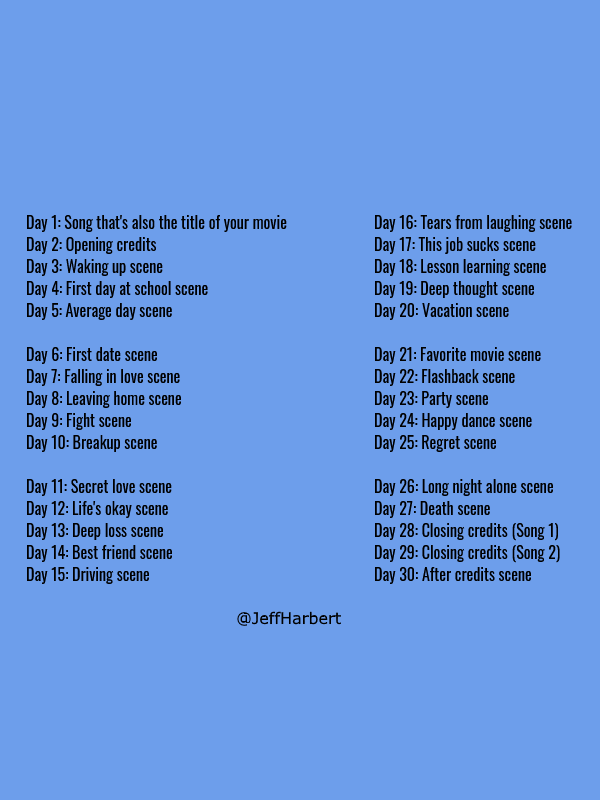 Day 1: Song that's also the title of your movie
Day 2: Opening credits
Day 3: Waking up scene
Day 4: First day at school scene
Day 5: Average day scene
Day 6: First date scene
Day 7: Falling in love scene
Day 8: Leaving home scene
Day 9: Fight scene
Day 10: Breakup scene
Day 11: Secret love scene
Day 12: Life's okay scene
Day 13: Deep loss scene
Day 14: Best friend scene
Day 15: Driving scene
Day 16: Tears from laughing scene
Day 17: This job sucks scene
Day 18: Lesson learning scene
Day 19: Deep thought scene
Day 20: Vacation scene
Day 21: Favorite movie scene
Day 22: Flashback scene
Day 23: Party scene
Day 24: Happy dance scene
Day 25: Regret scene
Day 26: Long night alone scene
Day 27: Death scene
Day 28: Closing credits (Song 1)
Day 29: Closing credits (Song 2)
Day 30: After credits scene
@JeffHarbert